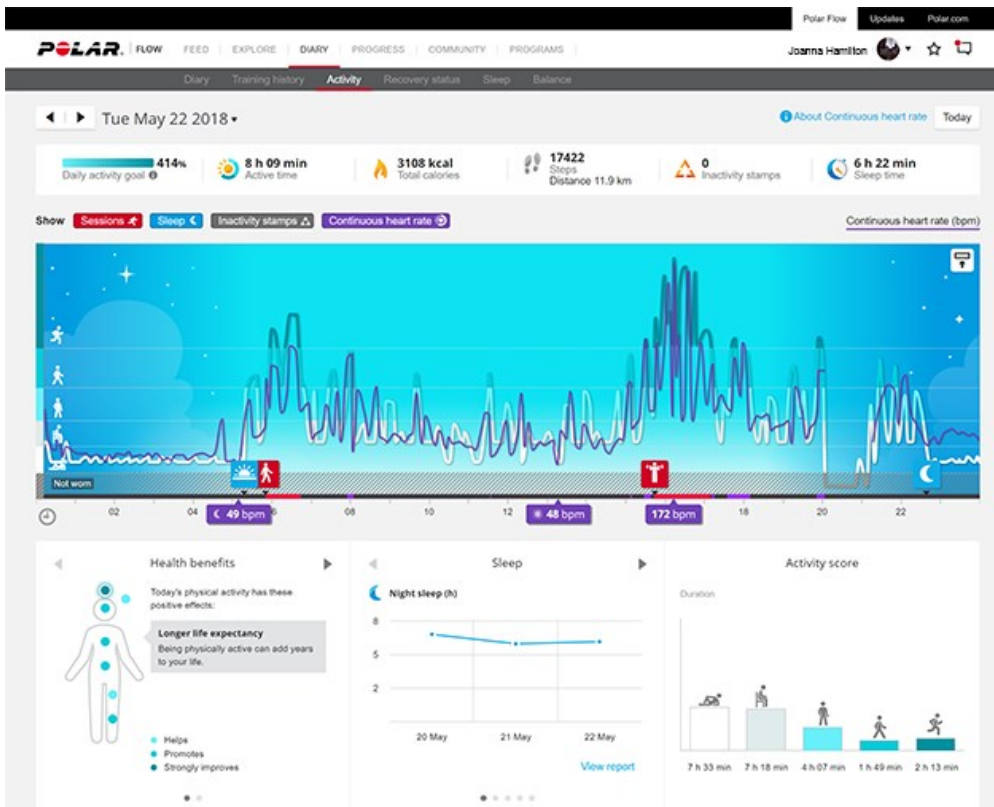 Polar Flow Updates Polar.com
POLAR. FLOW FEED EXPLORE DIARY PROGRESS COMMUNITY PROGRAMS Joanna Hamilton
Diary Training history Activity Recovery status Sleep Balance
Tue May 22 2018 About Continuous heart rate Today
414% 8 h 09 min 3108 kcal 17422 0 6 h 22 min
Daily activity goal Active time Total calories Steps Inactivity stamps Sleep time
Distance 11.9 km
Show Sessions Sleep Inactivity stamps Continuous heart rate Continuous heart rate (bpm)
Not worn
02 04 06 08 10 12 18 20 22
49 bpm 48 bpm 172 bpm
Health benefits
Today's physical activity has these
positive effects:
Longer life expectancy
Being physically active can add years
to your life.
Helps
Promotes
Strongly improves
Sleep
Night sleep (h)
8
5
2
20 May 21 May 22 May
View report
Activity score
Duration
7 h 33 min 7 h 18 min 4 h 07 min 1 h 49 min 2 h 13 min